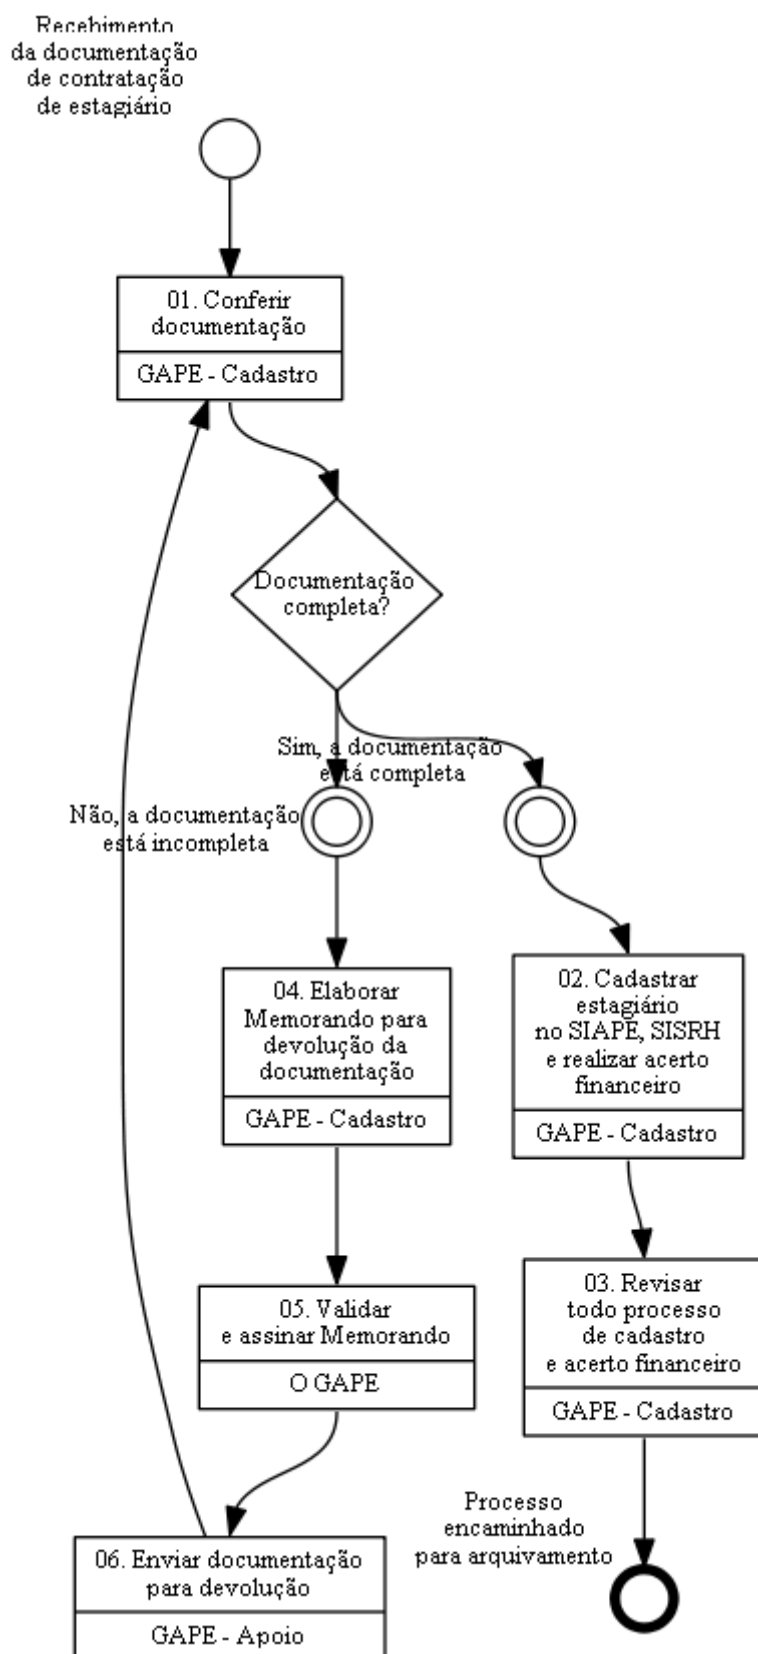 Recebimento
da documentação
de contratação
de estagiário
01. Conferir
documentação
GAPE - Cadastro
Documentação
completa?
Sim, a documentação
está completa
Não, a documentação
está incompleta
04. Elaborar
Memorando para
devolução da
documentação
GAPE - Cadastro
02. Cadastrar
estagiário
no SIAPE, SISRH
e realizar acerto
financeiro
GAPE - Cadastro
05. Validar
e assinar Memorando
O GAPE
03. Revisar
todo processo
de cadastro
e acerto financeiro
GAPE - Cadastro
Processo
encaminhado
para arquivamento
06. Enviar documentação
para devolução
GAPE - Apoio